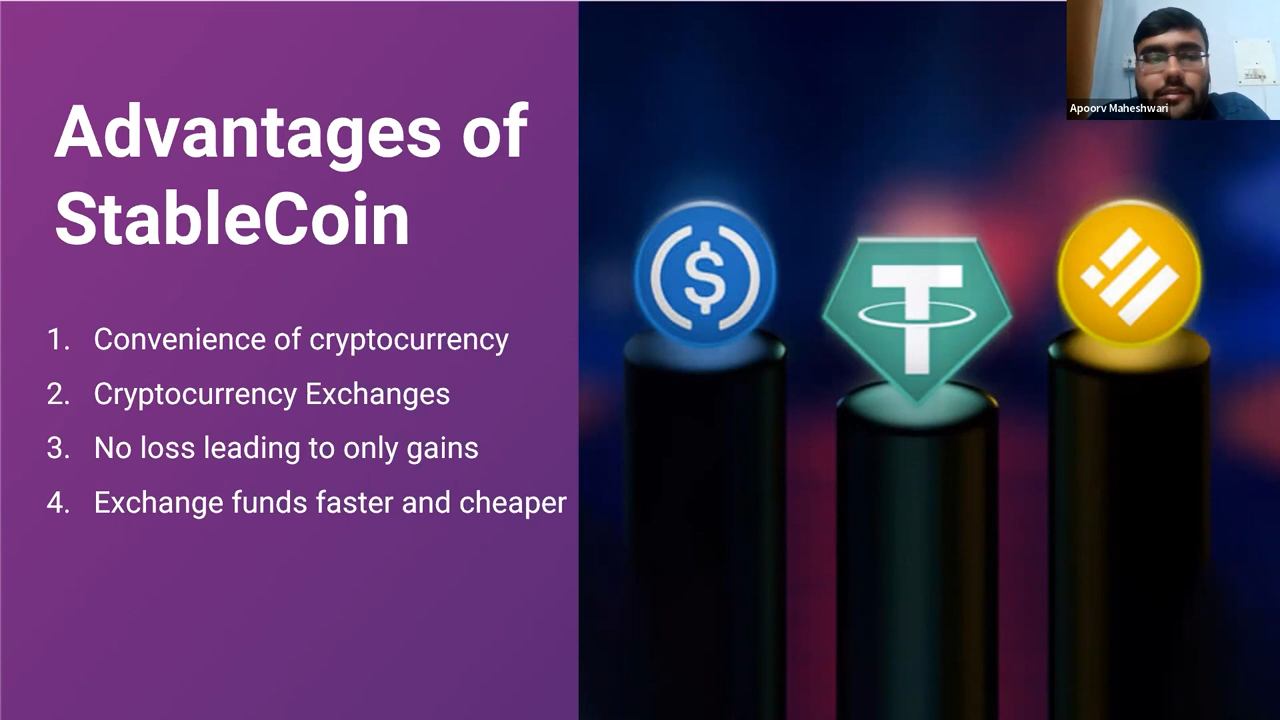 Advantages of
StableCoin
1. Convenience of cryptocurrency
2. Cryptocurrency Exchanges
3. No loss leading to only gains
4. Exchange funds faster and cheaper
Apoorv Maheshwari